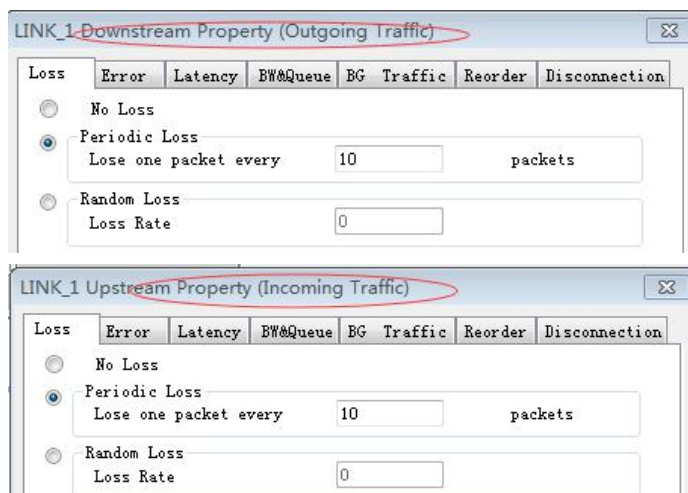 LINK_1 Downstream Property (Outgoing Traffic)
Loss Error Latency BW&Queue BG Traffic Reorder Disconnection
No Loss
Periodic Loss
Lose one packet every 10 packets
Random Loss
Loss Rate 0
LINK_1 Upstream Property (Incoming Traffic)
Loss Error Latency BW&Queue BG Traffic Reorder Disconnection
No Loss
Periodic Loss
Lose one packet every 10 packets
Random Loss
Loss Rate 0